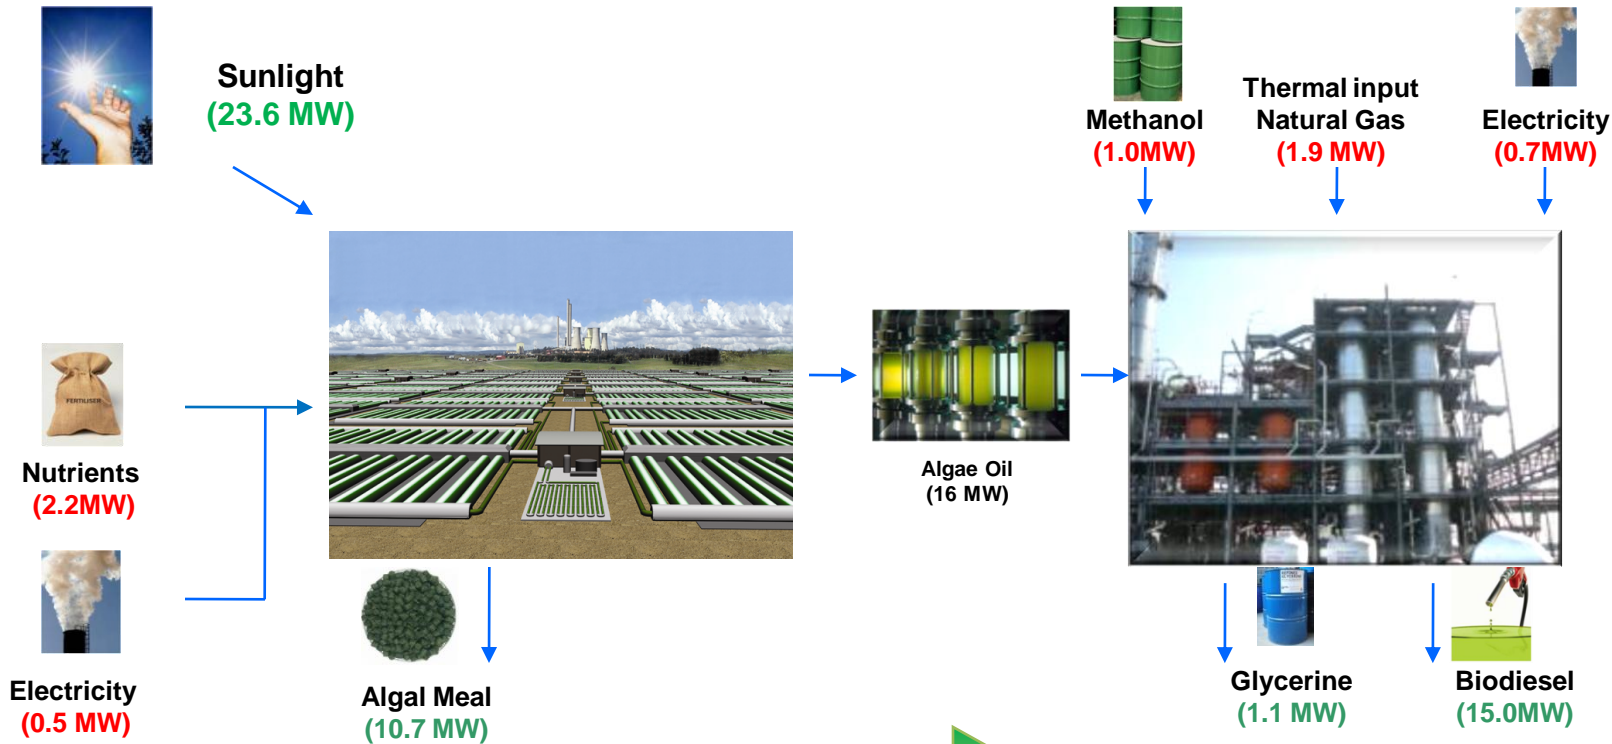 Sunlight
(23.6 MW)
Methanol
(1.0MW)
Thermal input
Natural Gas
(1.9 MW)
Electricity
(0.7MW)
FERTILISER
Nutrients
(2.2MW)
Algae Oil
(16 MW)
Electricity
(0.5 MW)
Algal Meal
(10.7 MW)
Glycerine
(1.1 MW)
Biodiesel
(15.0MW)